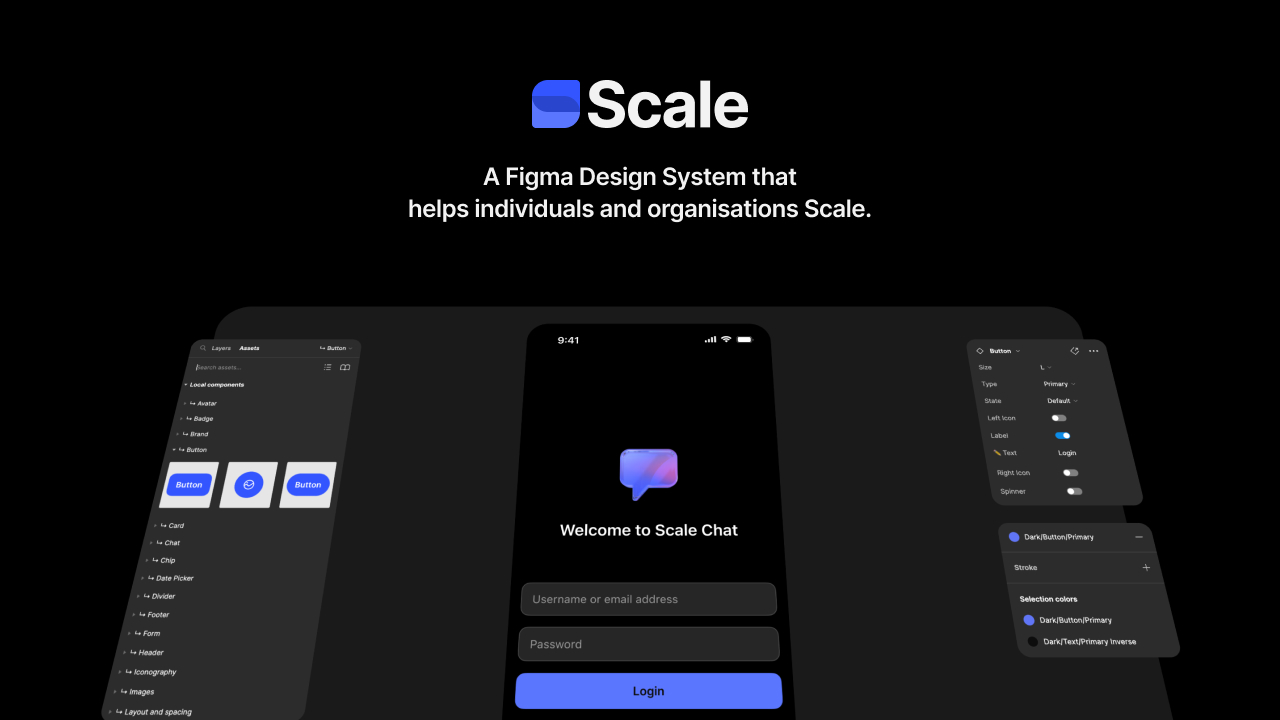 Scale
A Figma Design System that
helps individuals and organisations Scale.
Layers Assets Button
Search assets...
Local components
Avatar
Badge
Brand
Button
Button Button
Card
Chat
Chip
Date Picker
Divider
Footer
Form
Header
Iconography
Images
Layout and spacing
9:41
Welcome to Scale Chat
Username or email address
Password
Login
Button
Size L
Type Primary
State Default
Left Icon
Label
Text Login
Right Icon
Spinner
Dark/Button/Primary
Stroke
Selection colors
Dark/Button/Primary
Dark/Text/Primary Inverse